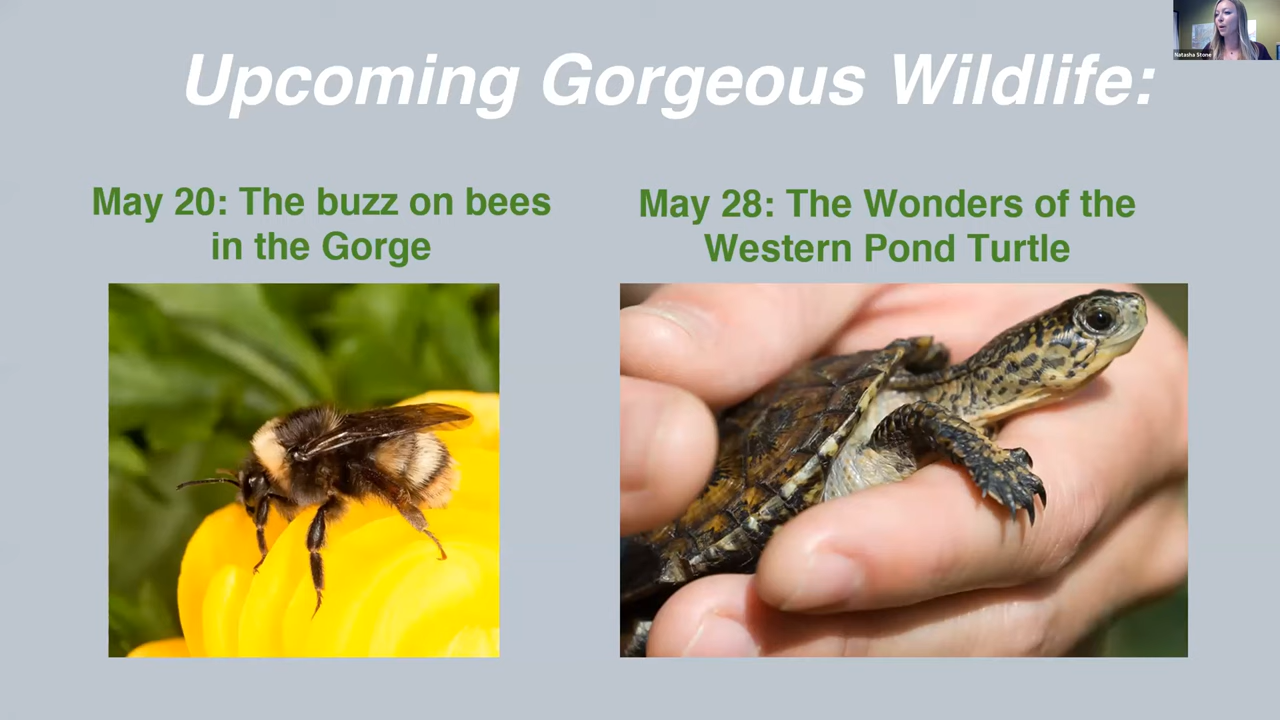 Natasha Stone
Upcoming Gorgeous Wildlife:
May 20: The buzz on bees
in the Gorge
May 28: The Wonders of the
Western Pond Turtle